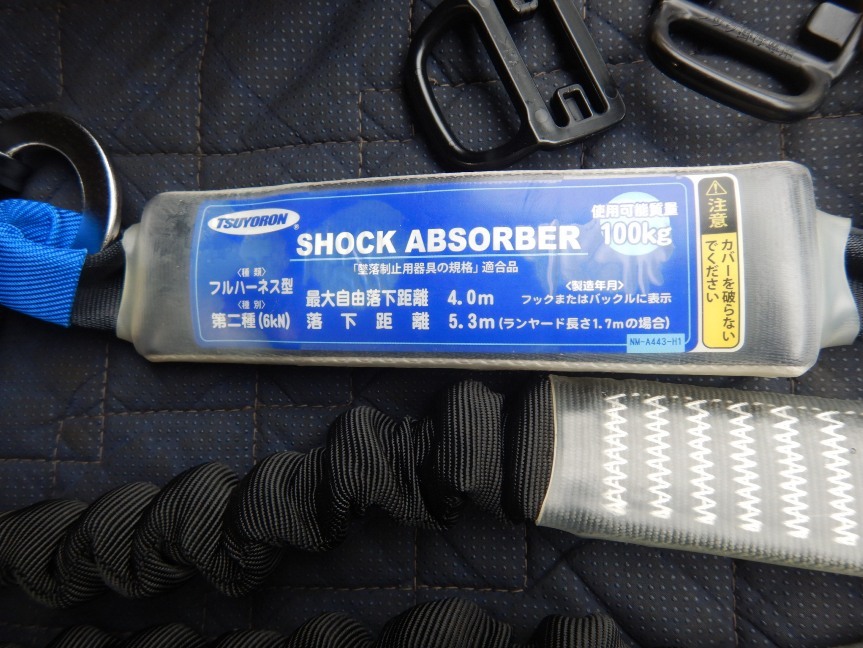 TSUYORON®
SHOCK ABSORBER
使用可能質量
100kg
「墜落制止用器具の規格」適合品
〈種類〉
フルハーネス型
〈種別〉
第二種(6kN)
最大自由落下距離 4.0m
落下距離 5.3m(ランヤード長さ1.7mの場合)
〈製造年月〉
フックまたはバックルに表示
NM-A443-H1
注意
カバーを破らない
でください